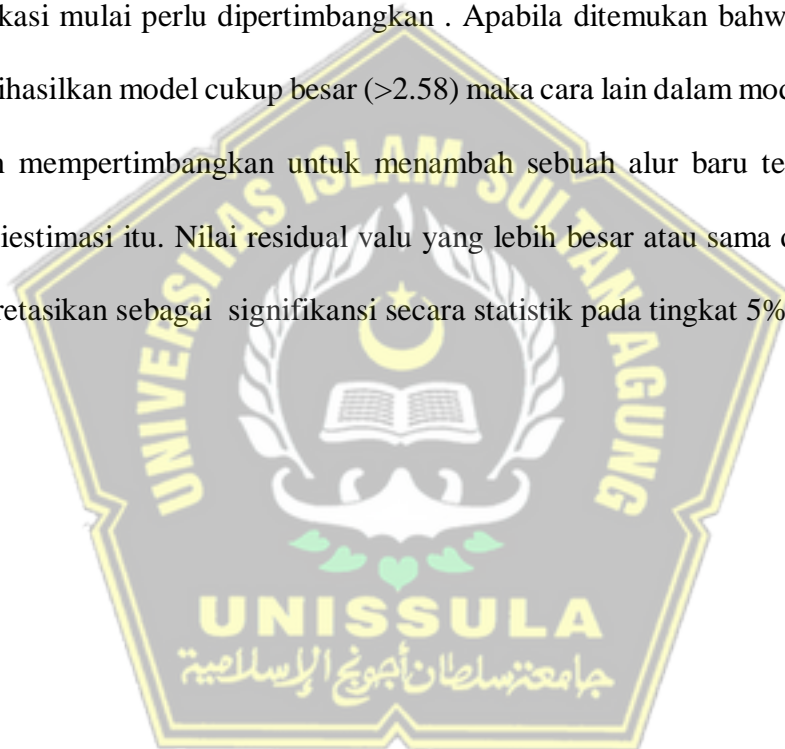 kasi mulai perlu dipertimbangkan . Apabila ditemukan bahw
ihasilkan model cukup besar (>2.58) maka cara lain dalam mod
mempertimbangkan untuk menambah sebuah alur baru te
iestimasi itu. Nilai residual valu yang lebih besar atau sama
retasikan sebagai signifikansi secara statistik pada tingkat 5%
UNIVERSITAS ISLAM SULTAN AGUNG
UNISSULA
جامعتسلطان أجونج الإسلامية